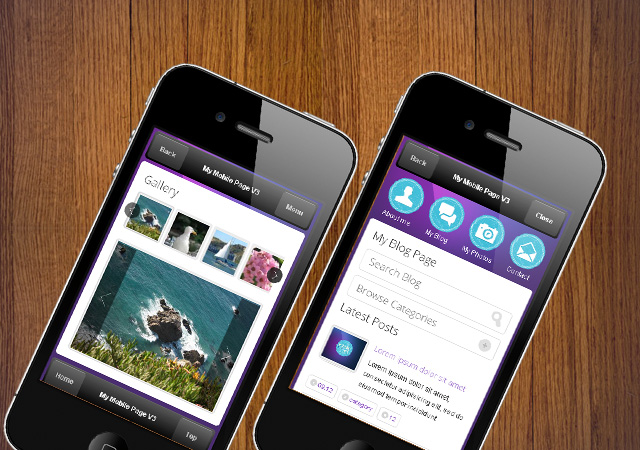 Back
My Mobile Page V3
Menu
Gallery
Home
My Mobile Page V3
Top
Back
My Mobile Page V3
Close
About me
My Blog
My Photos
Contact
My Blog Page
Search Blog
Browse Categories
Latest Posts
Lorem ipsum dolor sit amet
Lorem ipsum dolor sit amet,
consectetur adipisicing elit, sed do
eiusmod tempor incididunt
03.12
category
12